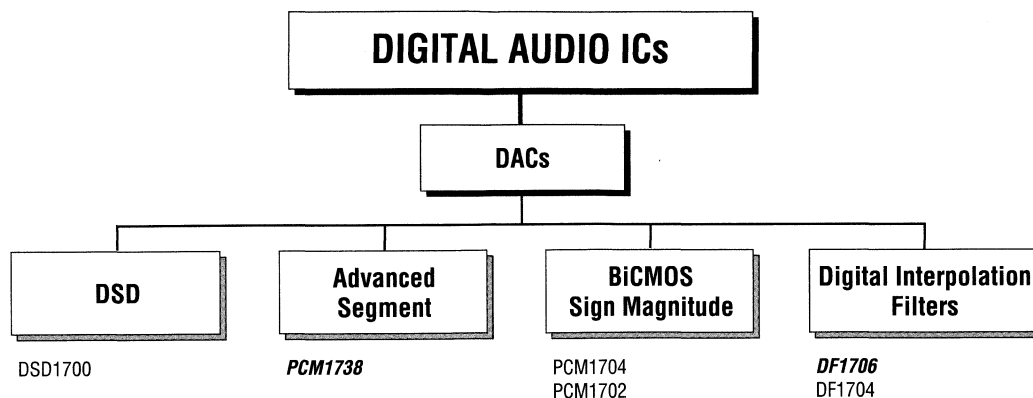 DIGITAL AUDIO ICs
DACs
DSD
DSD1700
Advanced
Segment
PCM1738
BiCMOS
Sign Magnitude
PCM1704
PCM1702
Digital Interpolation
Filters
DF1706
DF1704